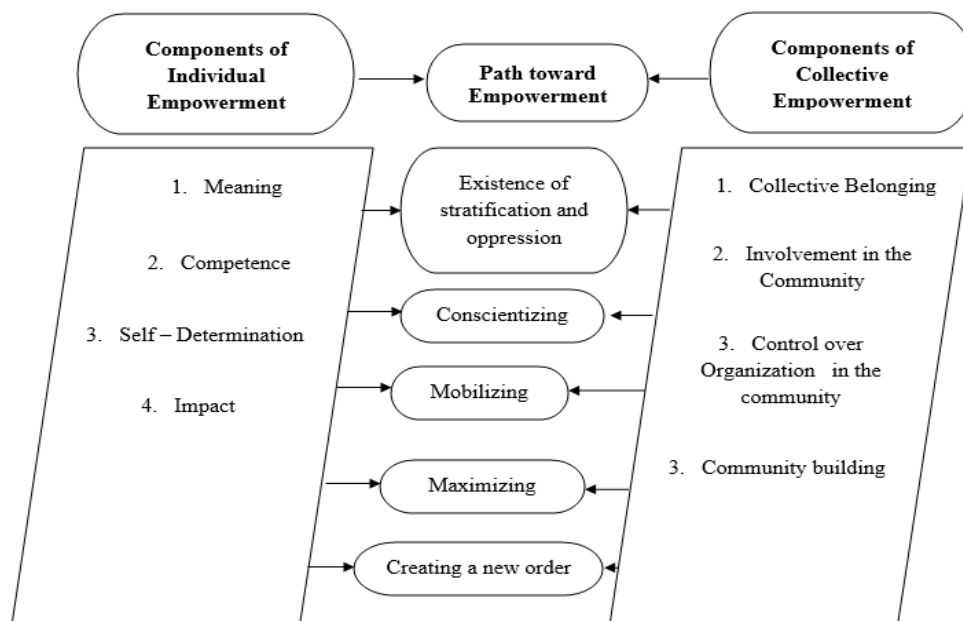 Components of
Individual
Empowerment
Path toward
Empowerment
Components of
Collective
Empowerment
1. Meaning
2. Competence
3. Self – Determination
4. Impact
Existence of
stratification and
oppression
Conscientizing
Mobilizing
Maximizing
Creating a new order
1. Collective Belonging
2. Involvement in the
Community
3. Control over
Organization in the
community
3. Community building